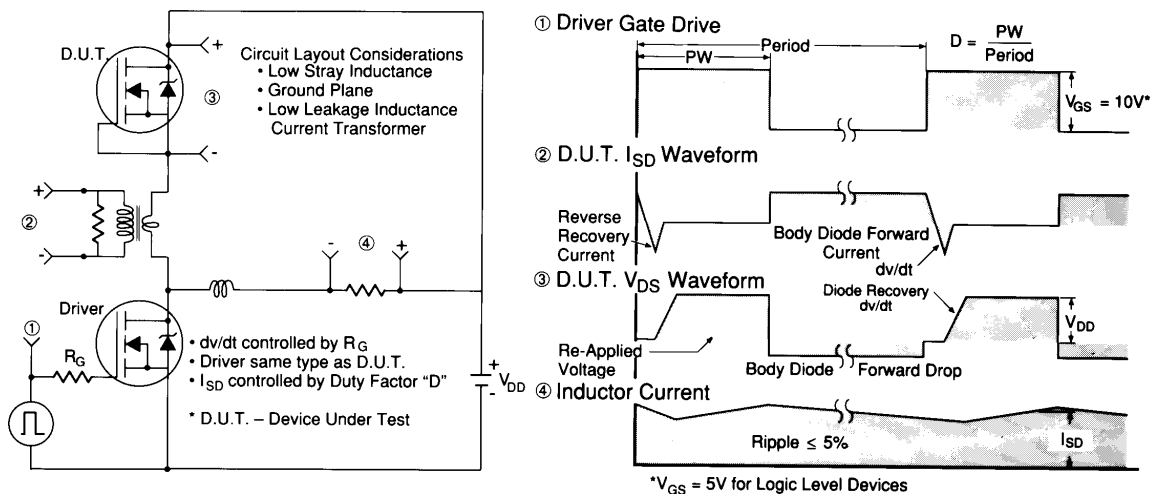 D.U.T.
+
③
-
Circuit Layout Considerations
• Low Stray Inductance
• Ground Plane
• Low Leakage Inductance
Current Transformer
+
②
-
-
④
+
Driver
①
R_G
• dv/dt controlled by R_G
• Driver same type as D.U.T.
• I_SD controlled by Duty Factor “D”
* D.U.T. – Device Under Test
+
V_DD
-
① Driver Gate Drive
Period
PW
D = PW
Period
V_GS = 10V*
② D.U.T. I_SD Waveform
Reverse
Recovery
Current
Body Diode Forward
Current
dv/dt
③ D.U.T. V_DS Waveform
Diode Recovery
dv/dt
V_DD
Re-Applied
Voltage
Body Diode
Forward Drop
④ Inductor Current
Ripple ≤ 5%
I_SD
*V_GS = 5V for Logic Level Devices